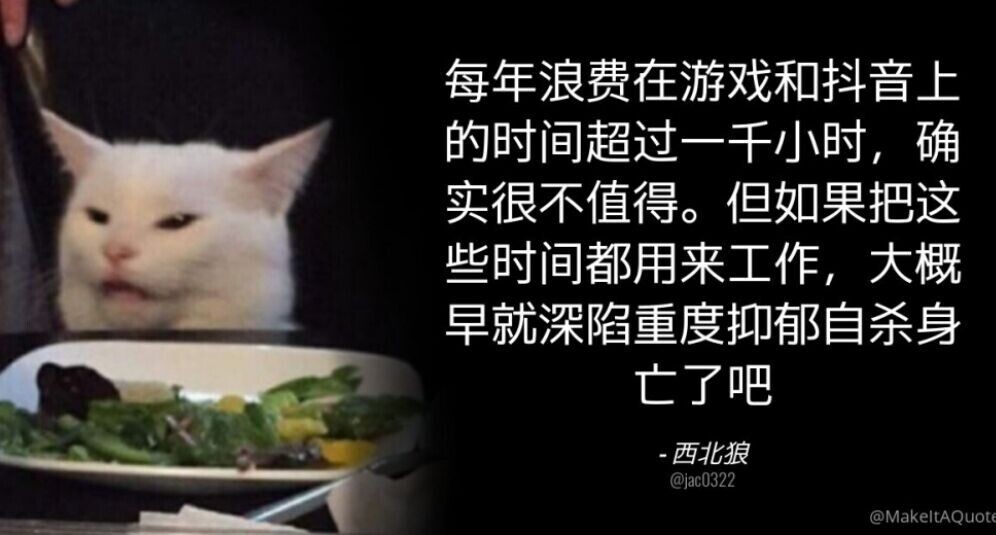 每年浪费在游戏和抖音上
的时间超过一千小时，确
实很不值得。但如果把这
些时间都用来工作，大概
早就深陷重度抑郁自杀身
亡了吧
- 西北狼
@jac0322
@MakeItAQuote